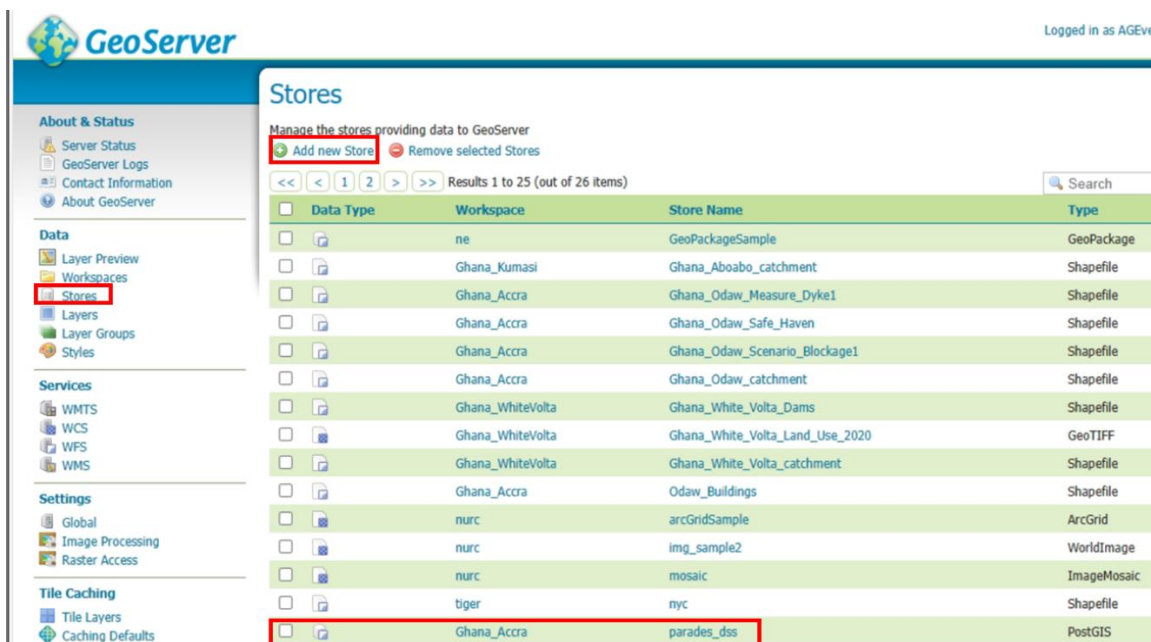 GeoServer
Logged in as AGEve
About & Status
Server Status
GeoServer Logs
Contact Information
About GeoServer
Data
Layer Preview
Workspaces
Stores
Layers
Layer Groups
Styles
Services
WMTS
WCS
WFS
WMS
Settings
Global
Image Processing
Raster Access
Tile Caching
Tile Layers
Caching Defaults
Stores
Manage the stores providing data to GeoServer
Add new Store Remove selected Stores
<< < 1 2 > >> Results 1 to 25 (out of 26 items) Search
Data Type Workspace Store Name Type
ne GeoPackageSample GeoPackage
Ghana_Kumasi Ghana_Aboabo_catchment Shapefile
Ghana_Accra Ghana_Odaw_Measure_Dyke1 Shapefile
Ghana_Accra Ghana_Odaw_Safe_Haven Shapefile
Ghana_Accra Ghana_Odaw_Scenario_Blockage1 Shapefile
Ghana_Accra Ghana_Odaw_catchment Shapefile
Ghana_WhiteVolta Ghana_White_Volta_Dams Shapefile
Ghana_WhiteVolta Ghana_White_Volta_Land_Use_2020 GeoTIFF
Ghana_WhiteVolta Ghana_White_Volta_catchment Shapefile
Ghana_Accra Odaw_Buildings Shapefile
nurc arcGridSample ArcGrid
nurc img_sample2 WorldImage
nurc mosaic ImageMosaic
tiger nyc Shapefile
Ghana_Accra parades_dss PostGIS